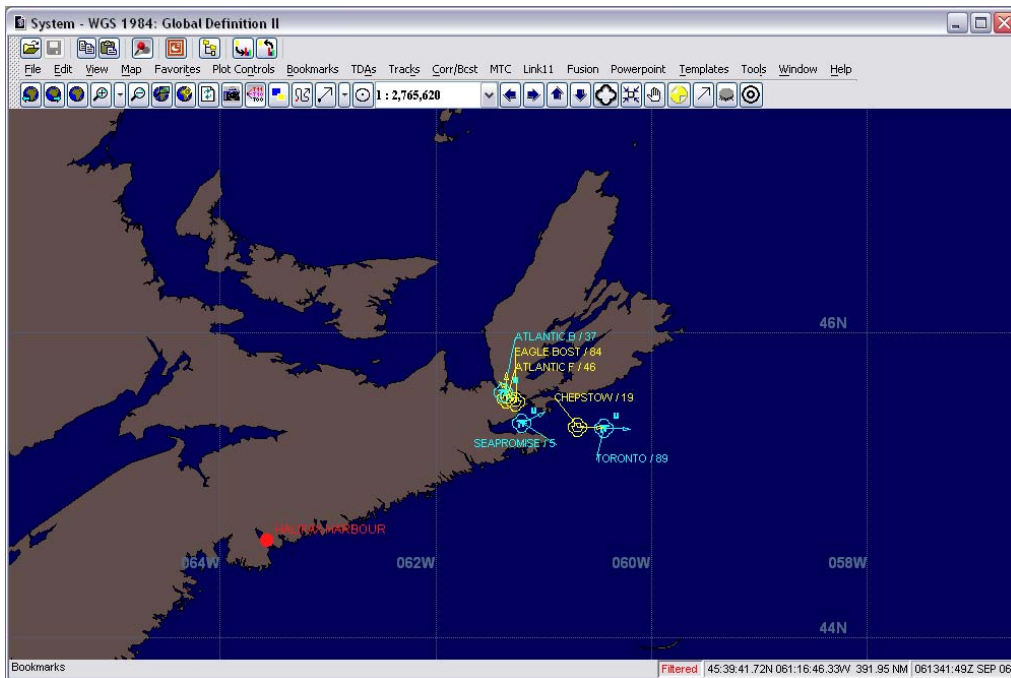 System - WGS 1984: Global Definition II
File Edit View Map Favorites Plot Controls Bookmarks TDAs Tracks Corr/Bcst MTC Link11 Fusion Powerpoint Templates Tools Window Help
1 : 2,765,620
46N
ATLANTIC B / 37
EAGLE BOST / 84
ATLANTIC F / 46
CHEPSTOW / 19
SEAPROMISE / 5
TORONTO / 89
HALIFAX HARBOUR
064W 062W 060W 058W
44N
Bookmarks Filtered 45:39:41.72N 061:16:46.33W 391.95 NM 061341:49Z SEP 06